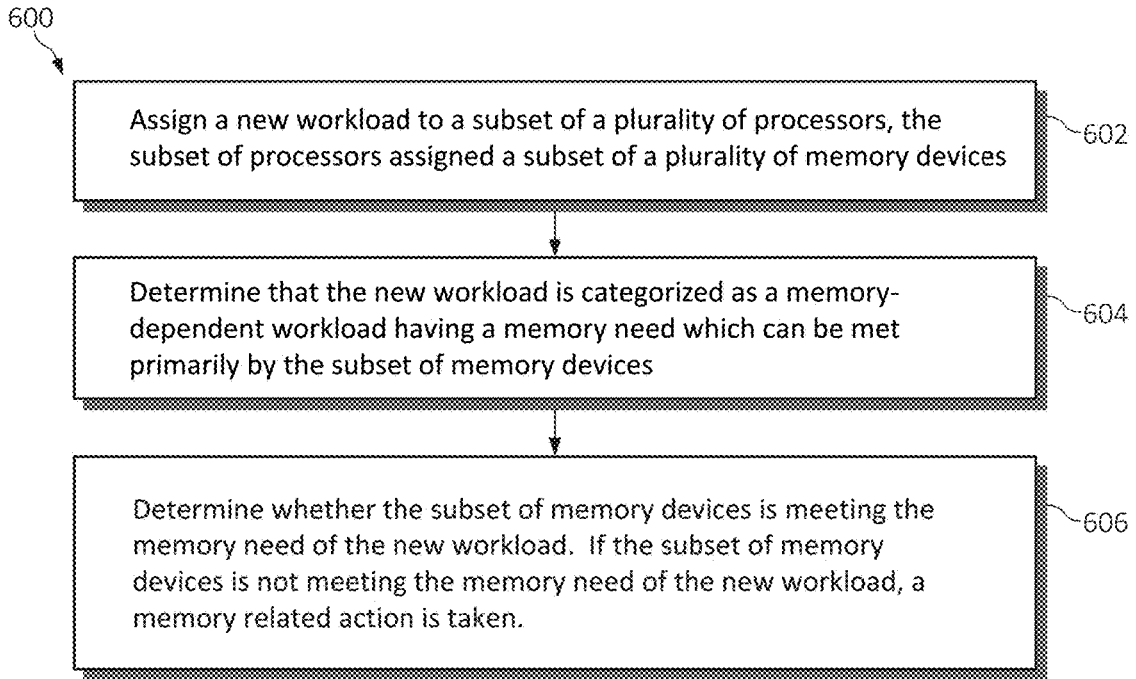 600
Assign a new workload to a subset of a plurality of processors, the
subset of processors assigned a subset of a plurality of memory devices
602
Determine that the new workload is categorized as a memory-
dependent workload having a memory need which can be met
primarily by the subset of memory devices
604
Determine whether the subset of memory devices is meeting the
memory need of the new workload.  If the subset of memory
devices is not meeting the memory need of the new workload, a
memory related action is taken.
606